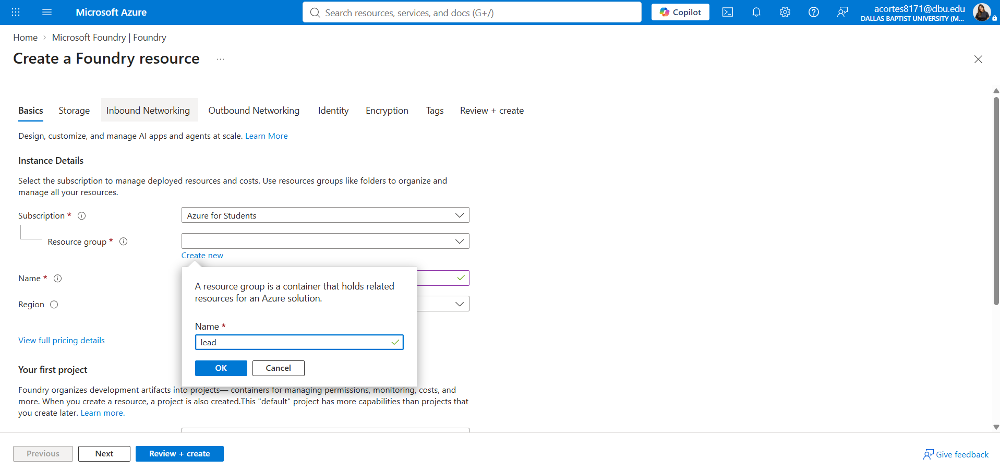 Microsoft Azure
Search resources, services, and docs (G+/)
Copilot
acortes8171@dbu.edu
DALLAS BAPTIST UNIVERSITY (M...
Home > Microsoft Foundry | Foundry
Create a Foundry resource ...
Basics Storage Inbound Networking Outbound Networking Identity Encryption Tags Review + create
Design, customize, and manage AI apps and agents at scale. Learn More
Instance Details
Select the subscription to manage deployed resources and costs. Use resources groups like folders to organize and
manage all your resources.
Subscription *
Azure for Students
Resource group *
Create new
Name *
Region
A resource group is a container that holds related
resources for an Azure solution.
Name *
lead
OK Cancel
View full pricing details
Your first project
Foundry organizes development artifacts into projects— containers for managing permissions, monitoring, costs, and
more. When you create a resource, a project is also created.This "default" project has more capabilities than projects that
you create later. Learn more.
Previous Next Review + create
Give feedback